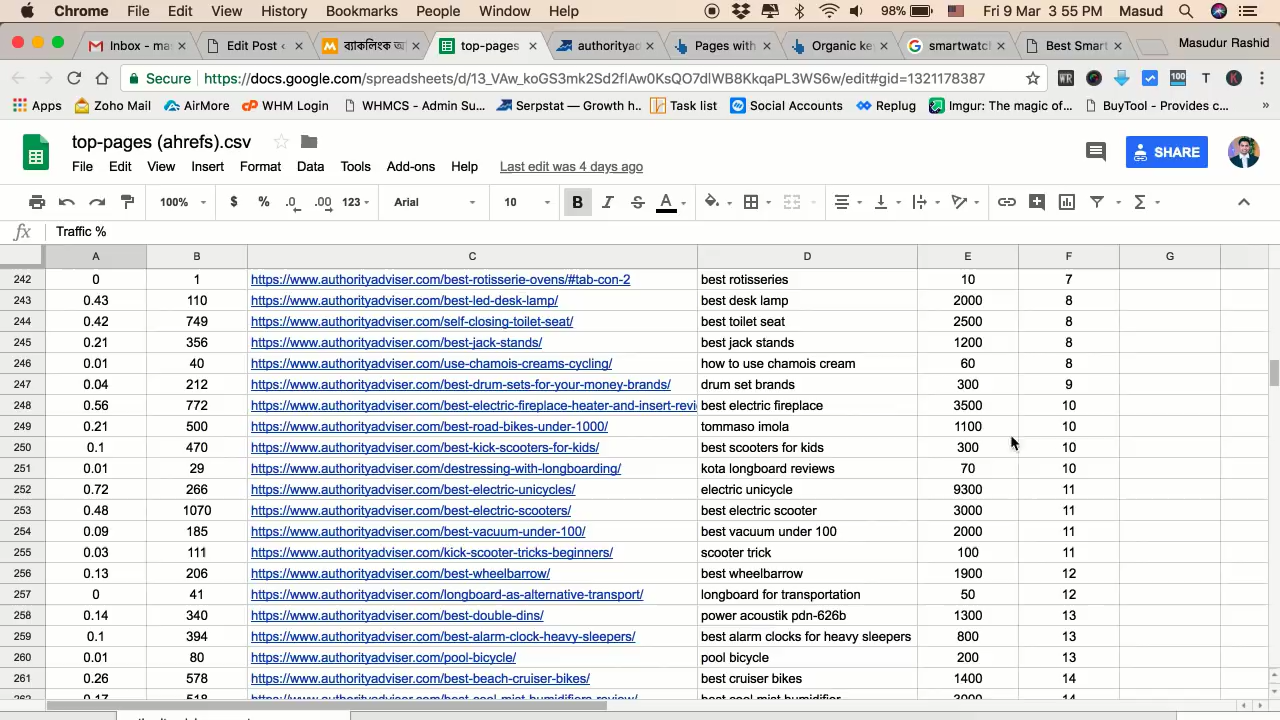 Chrome File Edit View History Bookmarks People Window Help 98% Fri 9 Mar 3 55 PM Masud
Inbox - ma Edit Post ‹ ব্যাকলিংক top-pages authorityad Pages with Organic ke smartwatch Best Smar Masudur Rashid
Secure https://docs.google.com/spreadsheets/d/13_VAw_koGS3mk2Sd2flAw0KsQO7dlWB8KkqaPL3WS6w/edit#gid=1321178387
Apps Zoho Mail AirMore WHM Login WHMCS - Admin Su... Serpstat — Growth h.. Task list Social Accounts Replug Imgur: The magic of... BuyTool - Provides c...
top-pages (ahrefs).csv
File Edit View Insert Format Data Tools Add-ons Help Last edit was 4 days ago
SHARE
100% $ % .0 .00 123 Arial 10 B I S A
fx Traffic %
A B C D E F G
242 0 1 https://www.authorityadviser.com/best-rotisserie-ovens/#tab-con-2 best rotisseries 10 7
243 0.43 110 https://www.authorityadviser.com/best-led-desk-lamp/ best desk lamp 2000 8
244 0.42 749 https://www.authorityadviser.com/self-closing-toilet-seat/ best toilet seat 2500 8
245 0.21 356 https://www.authorityadviser.com/best-jack-stands/ best jack stands 1200 8
246 0.01 40 https://www.authorityadviser.com/use-chamois-creams-cycling/ how to use chamois cream 60 8
247 0.04 212 https://www.authorityadviser.com/best-drum-sets-for-your-money-brands/ drum set brands 300 9
248 0.56 772 https://www.authorityadviser.com/best-electric-fireplace-heater-and-insert-revi best electric fireplace 3500 10
249 0.21 500 https://www.authorityadviser.com/best-road-bikes-under-1000/ tommaso imola 1100 10
250 0.1 470 https://www.authorityadviser.com/best-kick-scooters-for-kids/ best scooters for kids 300 10
251 0.01 29 https://www.authorityadviser.com/destressing-with-longboarding/ kota longboard reviews 70 10
252 0.72 266 https://www.authorityadviser.com/best-electric-unicycles/ electric unicycle 9300 11
253 0.48 1070 https://www.authorityadviser.com/best-electric-scooters/ best electric scooter 3000 11
254 0.09 185 https://www.authorityadviser.com/best-vacuum-under-100/ best vacuum under 100 2000 11
255 0.03 111 https://www.authorityadviser.com/kick-scooter-tricks-beginners/ scooter trick 100 11
256 0.13 206 https://www.authorityadviser.com/best-wheelbarrow/ best wheelbarrow 1900 12
257 0 41 https://www.authorityadviser.com/longboard-as-alternative-transport/ longboard for transportation 50 12
258 0.14 340 https://www.authorityadviser.com/best-double-dins/ power acoustik pdn-626b 1300 13
259 0.1 394 https://www.authorityadviser.com/best-alarm-clock-heavy-sleepers/ best alarm clocks for heavy sleepers 800 13
260 0.01 80 https://www.authorityadviser.com/pool-bicycle/ pool bicycle 200 13
261 0.26 578 https://www.authorityadviser.com/best-beach-cruiser-bikes/ best cruiser bikes 1400 14
262 0.17 518 https://www.authorityadviser.com/best-cool-mist-humidifiers-review/ best cool mist humidifier 3000 14